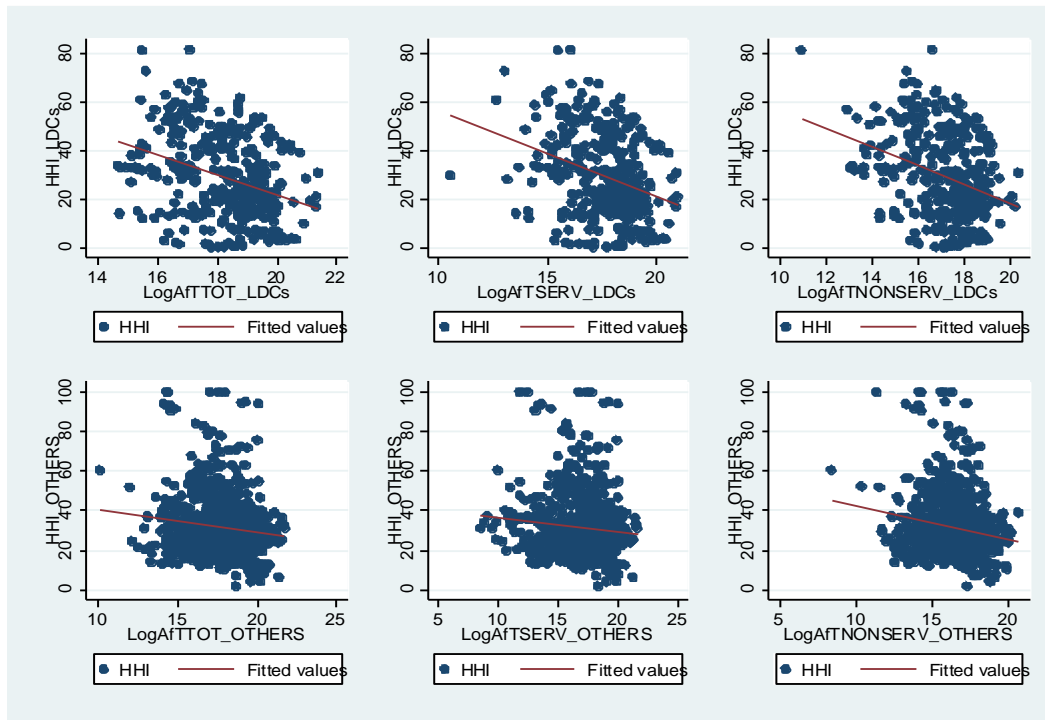 HHI_LDCs
80
60
40
20
0
14 16 18 20 22
LogAfTTOT_LDCs
HHI Fitted values
HHI_LDCs
80
60
40
20
0
10 15 20
LogAfTSERV_LDCs
HHI Fitted values
HHI_LDCs
80
60
40
20
0
10 12 14 16 18 20
LogAfTNONSERV_LDCs
HHI Fitted values
HHI_OTHERS
100
80
60
40
20
0
10 15 20 25
LogAfTTOT_OTHERS
HHI Fitted values
HHI_OTHERS
100
80
60
40
20
0
5 10 15 20 25
LogAfTSERV_OTHERS
HHI Fitted values
HHI_OTHERS
100
80
60
40
20
0
5 10 15 20
LogAfTNONSERV_OTHERS
HHI Fitted values